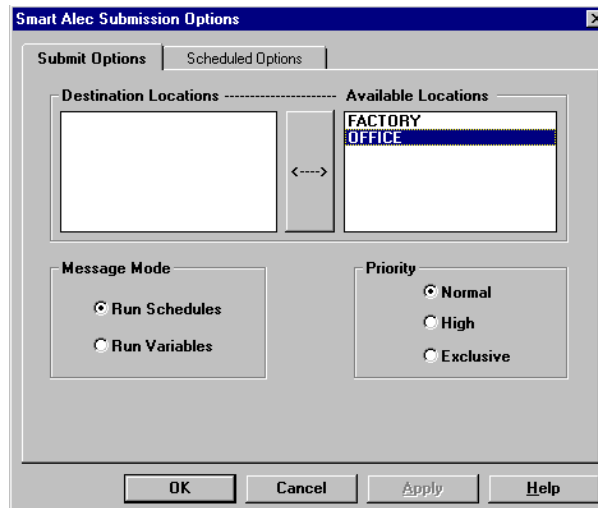 Smart Alec Submission Options
Submit Options Scheduled Options
Destination Locations --------------------- Available Locations
FACTORY
OFFICE
<---->
Message Mode
Run Schedules
Run Variables
Priority
Normal
High
Exclusive
OK Cancel Apply Help